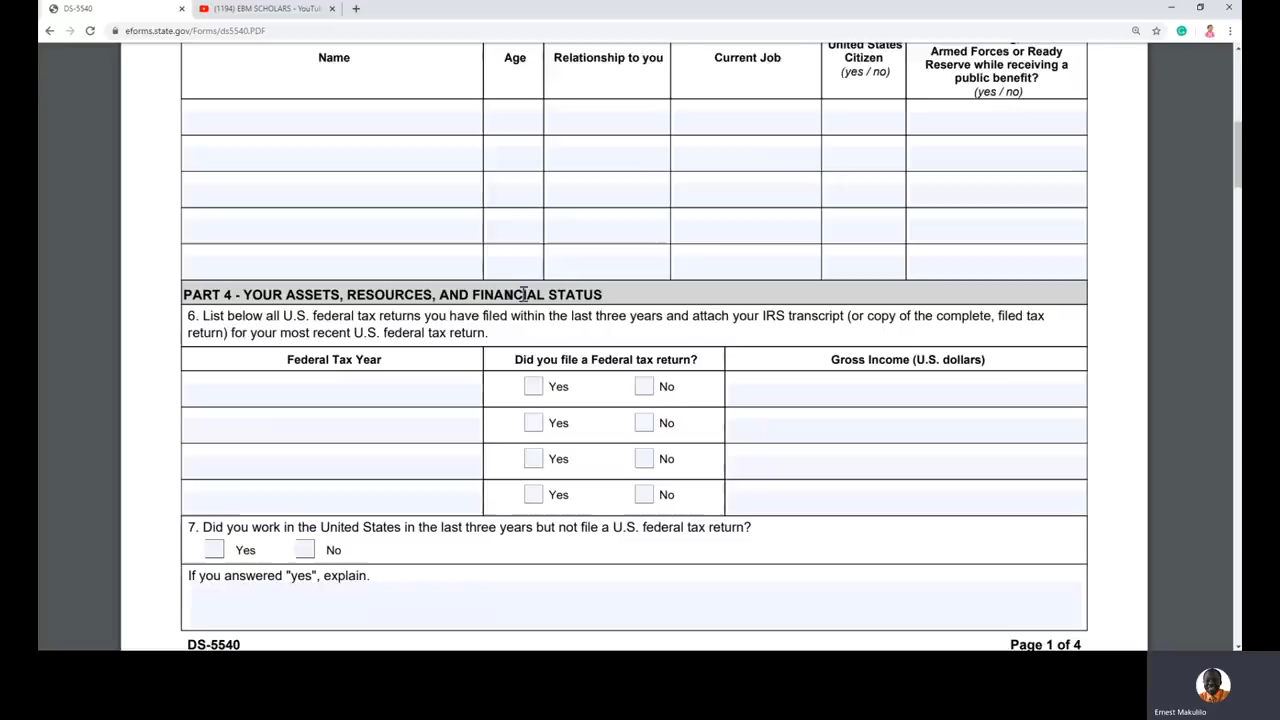 DS-5540
(1194) EBM SCHOLARS - YouTu
eforms.state.gov/Forms/ds5540.PDF
Name
Age
Relationship to you
Current Job
United States
Citizen
(yes / no)
Armed Forces or Ready
Reserve while receiving a
public benefit?
(yes / no)
PART 4 - YOUR ASSETS, RESOURCES, AND FINANCIAL STATUS
6. List below all U.S. federal tax returns you have filed within the last three years and attach your IRS transcript (or copy of the complete, filed tax
return) for your most recent U.S. federal tax return.
Federal Tax Year
Did you file a Federal tax return?
Gross Income (U.S. dollars)
Yes No
Yes No
Yes No
Yes No
7. Did you work in the United States in the last three years but not file a U.S. federal tax return?
Yes No
If you answered "yes", explain.
DS-5540
Page 1 of 4
Ernest Makulilo